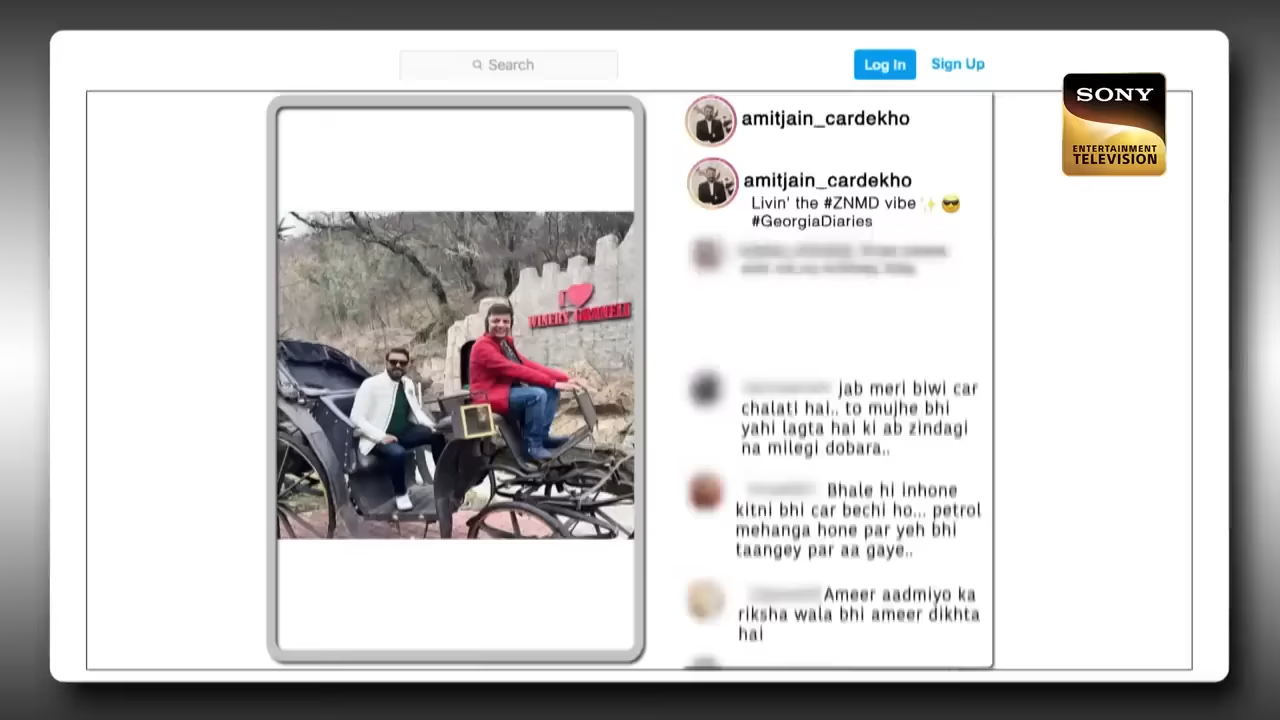 Search
Log In
Sign Up
SONY
ENTERTAINMENT
TELEVISION
amitjain_cardekho
amitjain_cardekho
Livin' the #ZNMD vibe ✨ 😎
#GeorgiaDiaries
I ❤
WINERY KHAREBA
jab meri biwi car
chalati hai.. to mujhe bhi
yahi lagta hai ki ab zindagi
na milegi dobara..
Bhale hi inhone
kitni bhi car bechi ho... petrol
mehanga hone par yeh bhi
taangey par aa gaye..
Ameer aadmiyo ka
riksha wala bhi ameer dikhta
hai